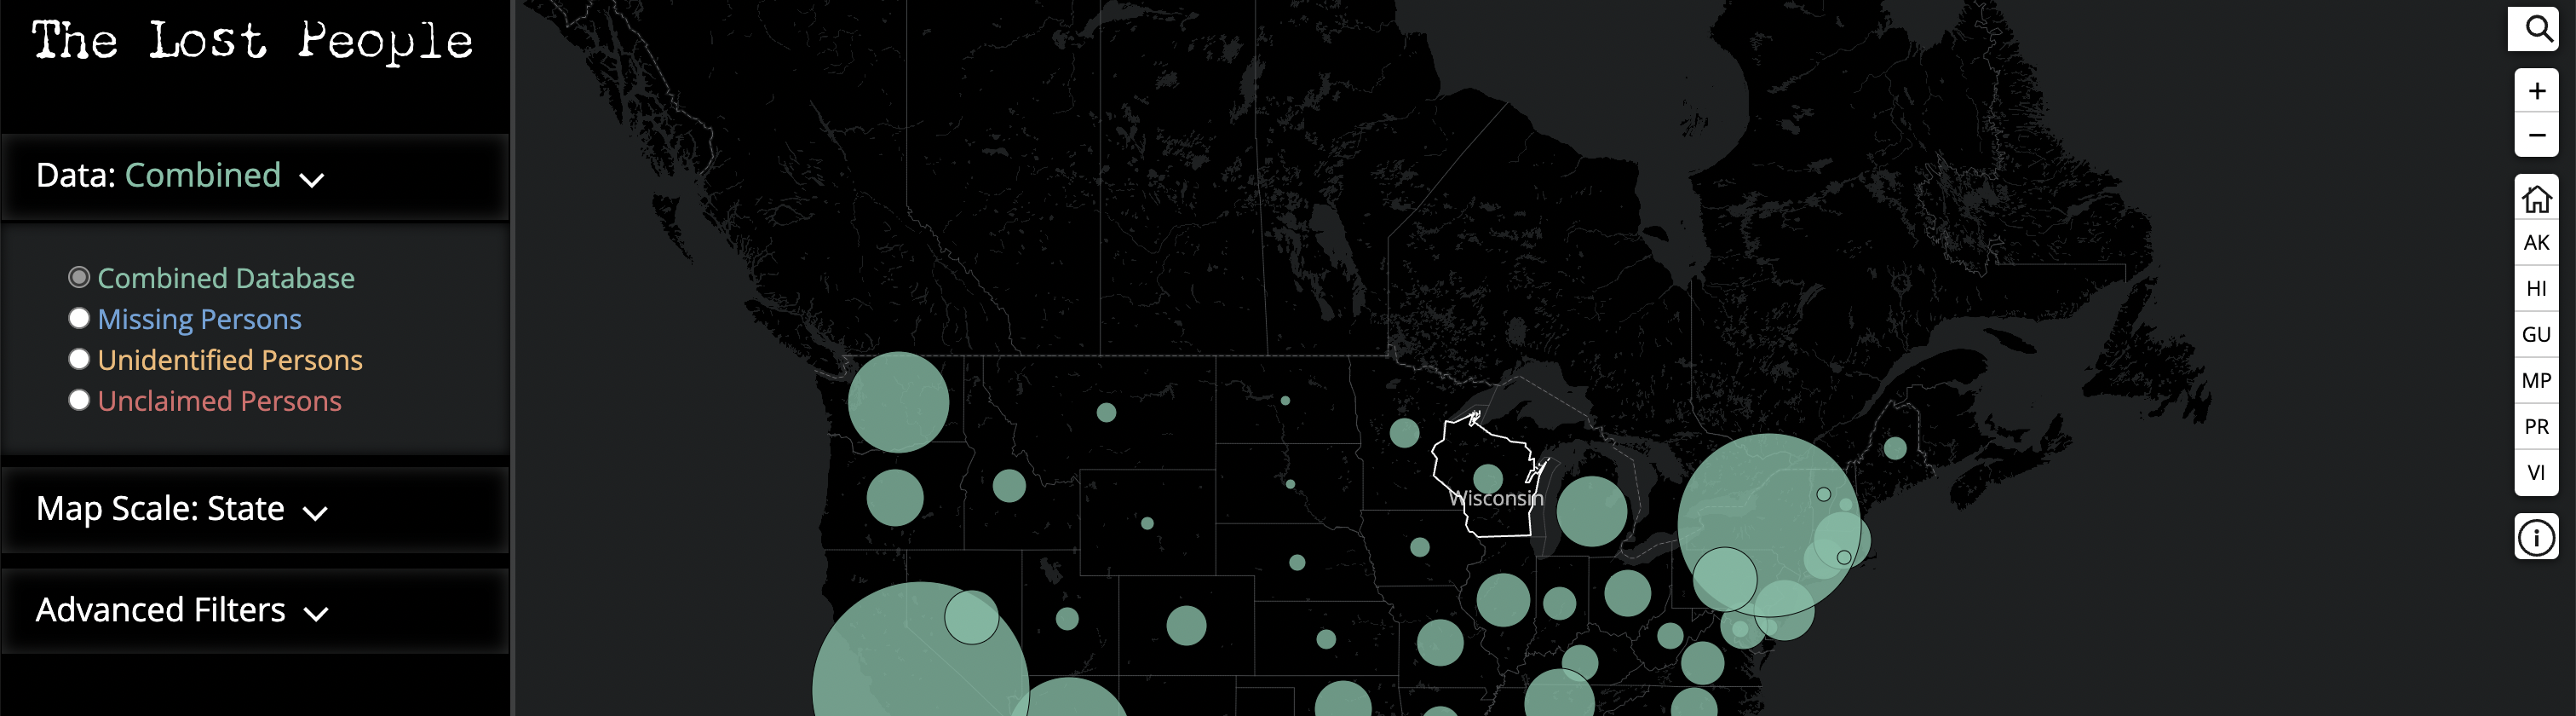 The Lost People
Data: Combined
Combined Database
Missing Persons
Unidentified Persons
Unclaimed Persons
Map Scale: State
Advanced Filters
Wisconsin
+
−
AK
HI
GU
MP
PR
VI
i